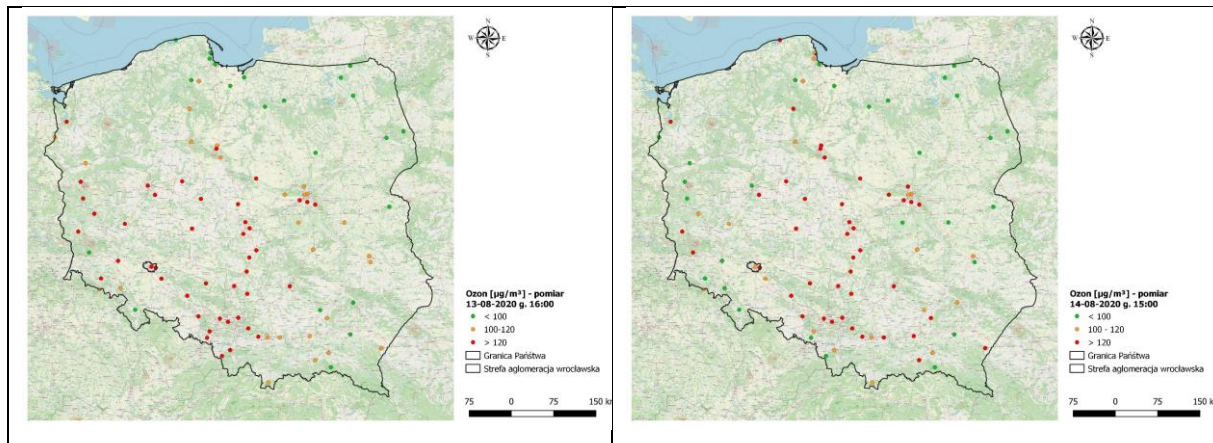 N
W E
S
Ozon [µg/m³] - pomiar
13-08-2020 g. 16:00
< 100
100-120
> 120
Granica Państwa
Strefa aglomeracja wrocławska
75 0 75 150 km
N
W E
S
Ozon [µg/m³] - pomiar
14-08-2020 g. 15:00
< 100
100 - 120
> 120
Granica Państwa
Strefa aglomeracja wrocławska
75 0 75 150 km